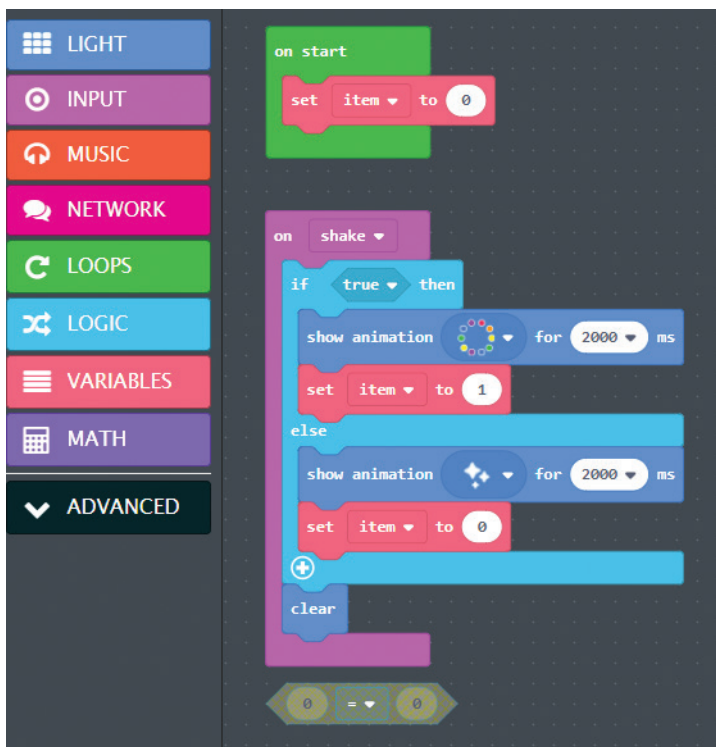 LIGHT
INPUT
MUSIC
NETWORK
LOOPS
LOGIC
VARIABLES
MATH
ADVANCED
on start
set item to 0
on shake
if true then
show animation for 2000 ms
set item to 1
else
show animation for 2000 ms
set item to 0
clear
0 = 0